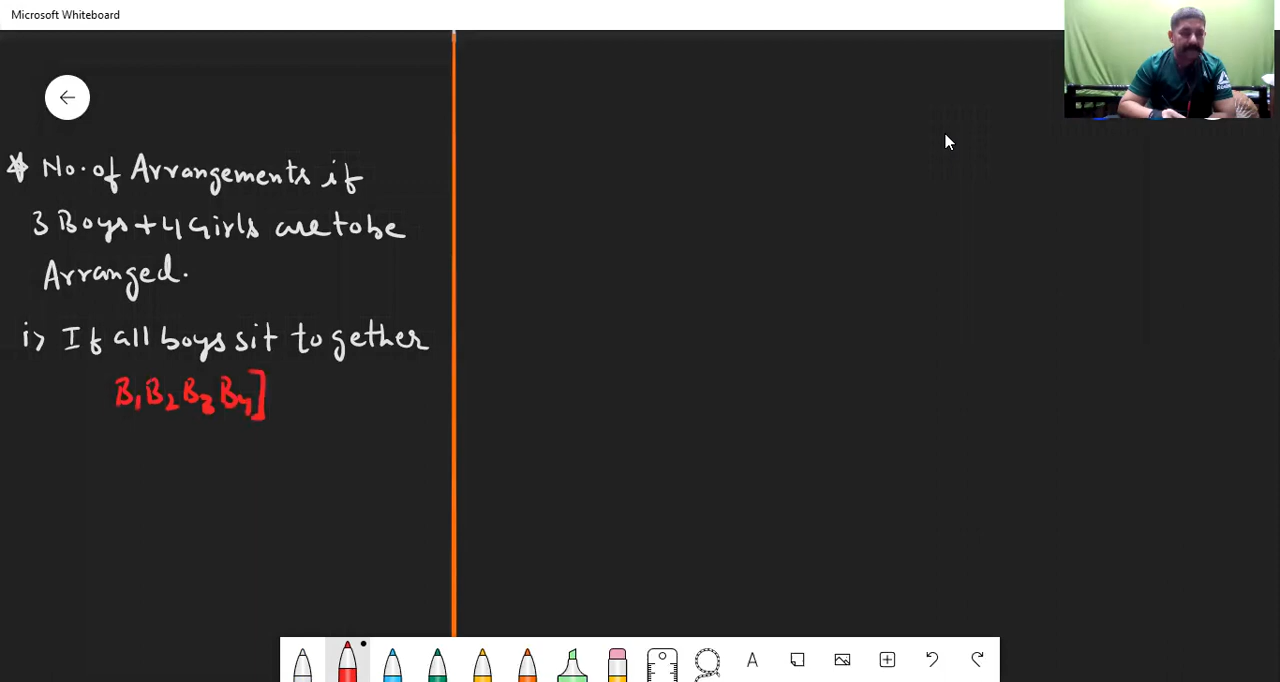 Microsoft Whiteboard
No. of Arrangements if
3 Boys + 4 Girls are to be
Arranged.
i> If all boys sit together
B₁ B₂ B₃ B₄]
A